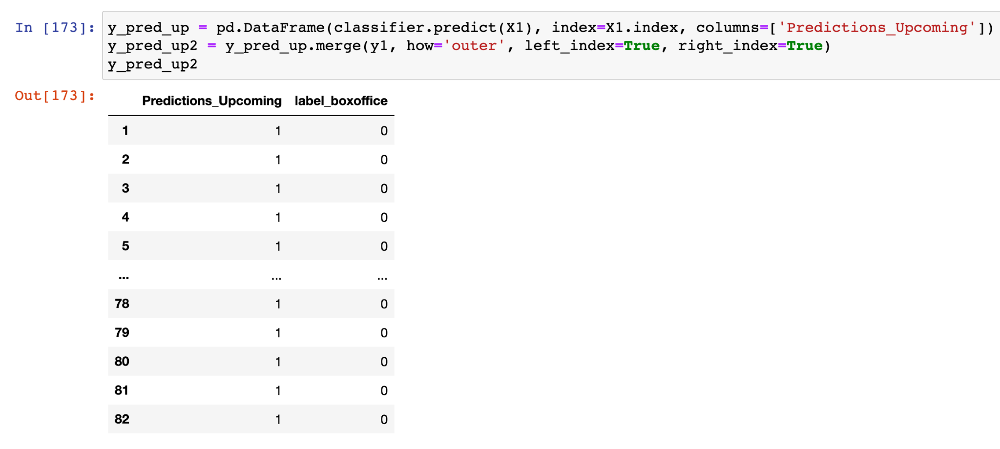 In [173]: y_pred_up = pd.DataFrame(classifier.predict(X1), index=X1.index, columns=['Predictions_Upcoming'])
y_pred_up2 = y_pred_up.merge(y1, how='outer', left_index=True, right_index=True)
y_pred_up2
Out[173]:
Predictions_Upcoming label_boxoffice
1 1 0
2 1 0
3 1 0
4 1 0
5 1 0
... ... ...
78 1 0
79 1 0
80 1 0
81 1 0
82 1 0